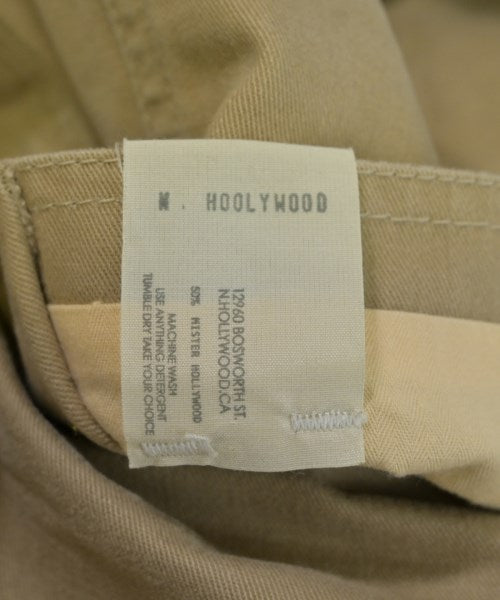 N. HOOLYWOOD
12960 BOSWORTH ST.
N.HOLLYWOOD.CA
50% MISTER HOLLYWOOD
MACHINE WASH
USE ANYTHING DETERGENT
TUMBLE DRY TAKE YOUR CHOICE